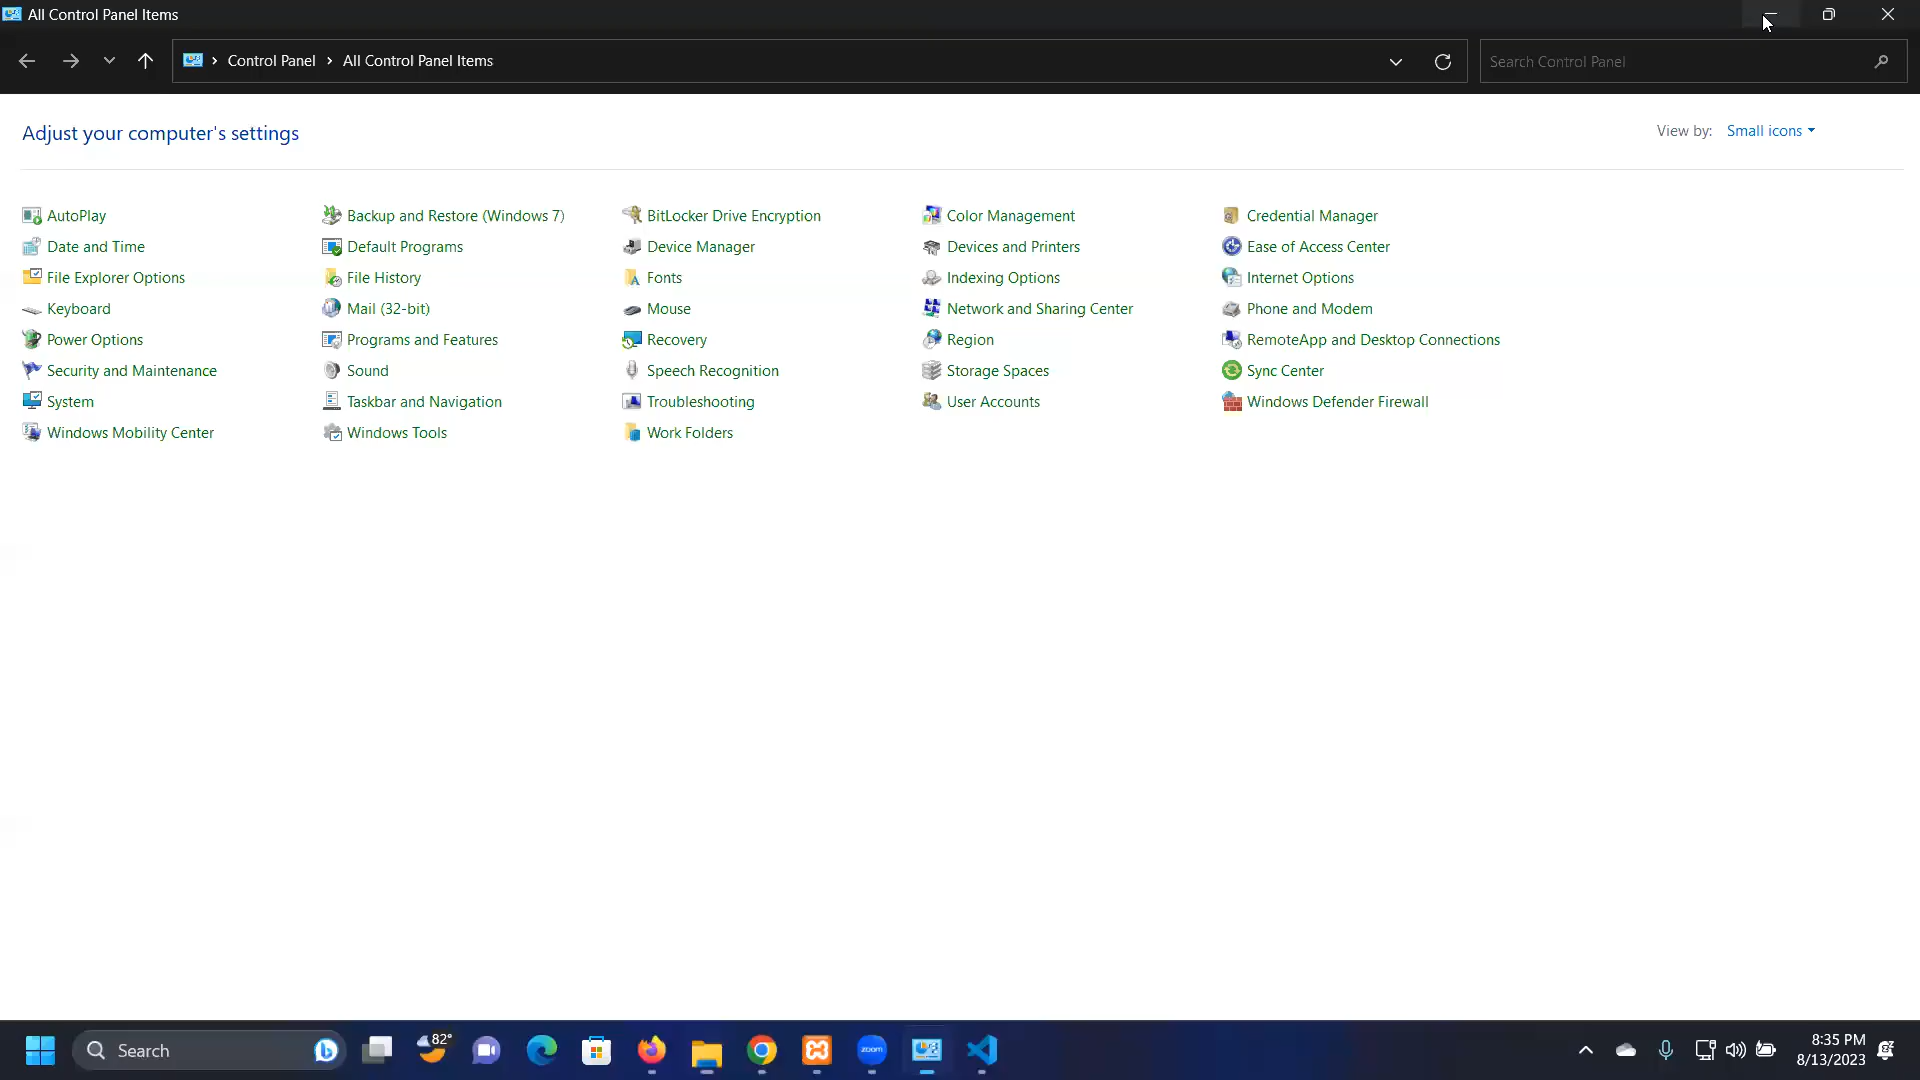 All Control Panel Items
Control Panel > All Control Panel Items
Search Control Panel
Adjust your computer's settings
View by: Small icons
AutoPlay
Backup and Restore (Windows 7)
BitLocker Drive Encryption
Color Management
Credential Manager
Date and Time
Default Programs
Device Manager
Devices and Printers
Ease of Access Center
File Explorer Options
File History
Fonts
Indexing Options
Internet Options
Keyboard
Mail (32-bit)
Mouse
Network and Sharing Center
Phone and Modem
Power Options
Programs and Features
Recovery
Region
RemoteApp and Desktop Connections
Security and Maintenance
Sound
Speech Recognition
Storage Spaces
Sync Center
System
Taskbar and Navigation
Troubleshooting
User Accounts
Windows Defender Firewall
Windows Mobility Center
Windows Tools
Work Folders
Search
82°
zoom
8:35 PM
8/13/2023